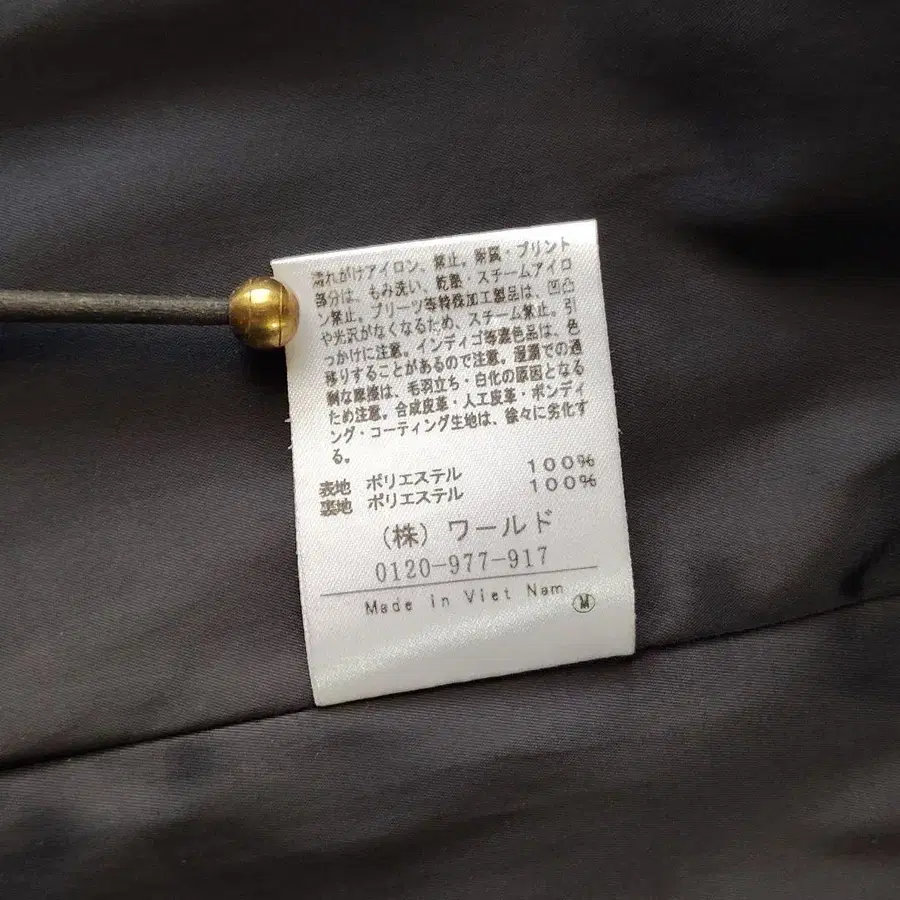 濡れがけアイロン、禁止。附属・プリント
部分は、もみ洗い、乾燥・スチームアイロ
ン禁止。プリーツ等特殊加工製品は、凹凸
や光沢がなくなるため、スチーム禁止。引
っかけに注意。インディゴ等濃色品は、色
移りすることがあるので注意。湿潤での過
剰な摩擦は、毛羽立ち・白化の原因となる
ため注意。合成皮革・人工皮革・ボンディ
ング・コーティング生地は、徐々に劣化す
る。
表地 ポリエステル 100%
裏地 ポリエステル 100%
(株)ワールド
0120-977-917
Made in Viet Nam
M